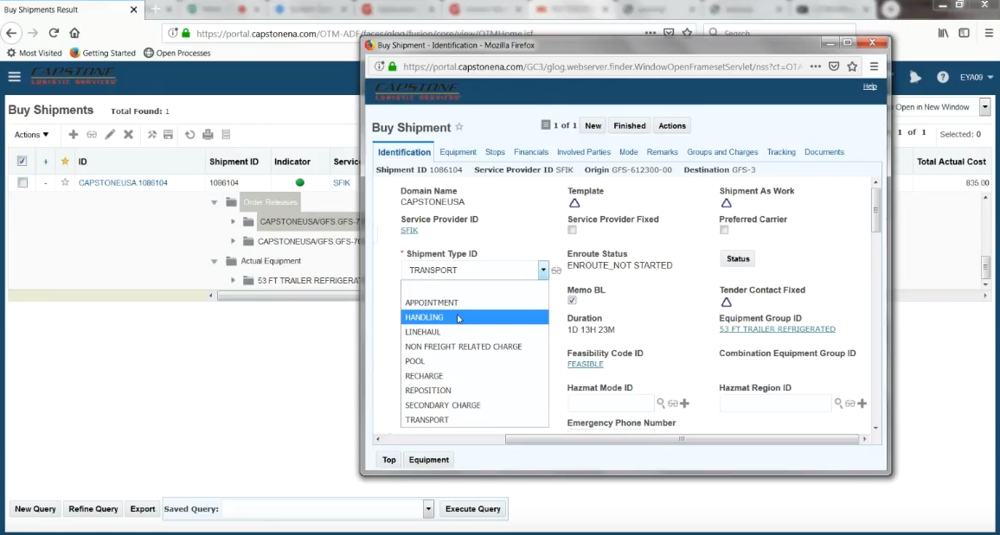 Buy Shipments Result
https://portal.capstonena.com/OTM-ADF/faces/glog/fusion/core/view/OTMHome.jsf
Search
Most Visited Getting Started Open Processes
CAPSTONE
LOGISTIC SERVICES
EYA09
Buy Shipments Total Found: 1
Open in New Window
Actions
1 of 1 Selected: 0
ID Shipment ID Indicator Service Total Actual Cost
CAPSTONEUSA.1086104 1086104 SFIK 835.00
Order Releases
CAPSTONEUSA/GFS.GFS-7
CAPSTONEUSA/GFS.GFS-6
Actual Equipment
53 FT TRAILER REFRIGERAT
New Query Refine Query Export Saved Query: Execute Query
Buy Shipment - Identification - Mozilla Firefox
https://portal.capstonena.com/GC3/glog.webserver.finder.WindowOpenFramesetServlet/nss?ct=OTA
CAPSTONE
LOGISTIC SERVICES
Help
Buy Shipment 1 of 1 New Finished Actions
Identification Equipment Stops Financials Involved Parties Mode Remarks Groups and Charges Tracking Documents
Shipment ID 1086104 Service Provider ID SFIK Origin GFS-612300-00 Destination GFS-3
Domain Name Template Shipment As Work
CAPSTONEUSA
Service Provider ID Service Provider Fixed Preferred Carrier
SFIK
* Shipment Type ID Enroute Status
TRANSPORT ENROUTE_NOT STARTED Status
APPOINTMENT
HANDLING
LINEHAUL
NON FREIGHT RELATED CHARGE
POOL
RECHARGE
REPOSITION
SECONDARY CHARGE
TRANSPORT
Memo BL Tender Contact Fixed
Duration Equipment Group ID
1D 13H 23M 53 FT TRAILER REFRIGERATED
Feasibility Code ID Combination Equipment Group ID
FEASIBLE
Hazmat Mode ID Hazmat Region ID
Emergency Phone Number
Top Equipment